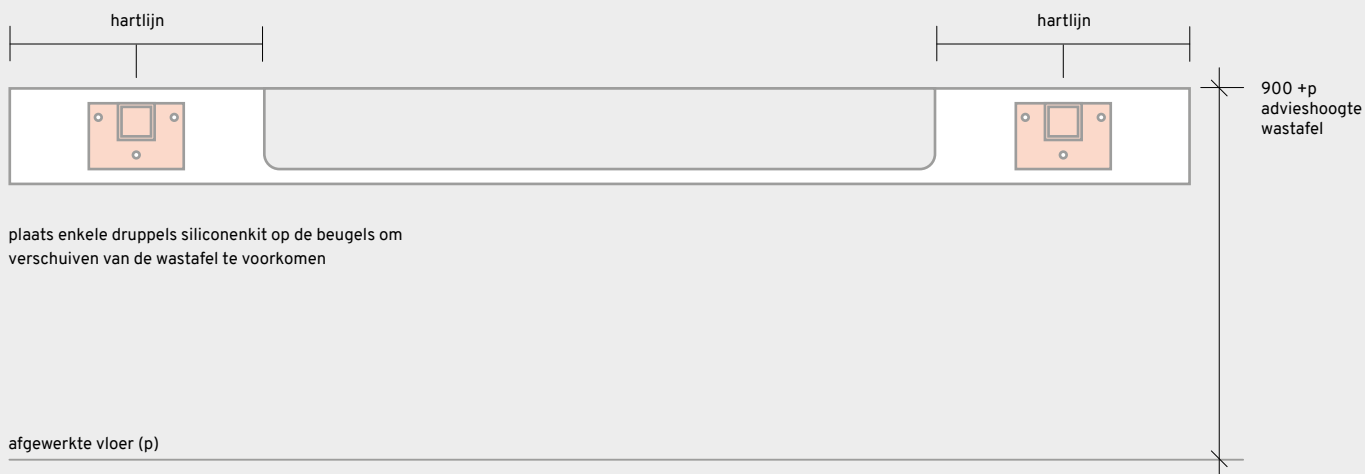 hartlijn
hartlijn
900 +p
advieshoogte
wastafel
plaats enkele druppels siliconenkit op de beugels om
verschuiven van de wastafel te voorkomen
afgewerkte vloer (p)